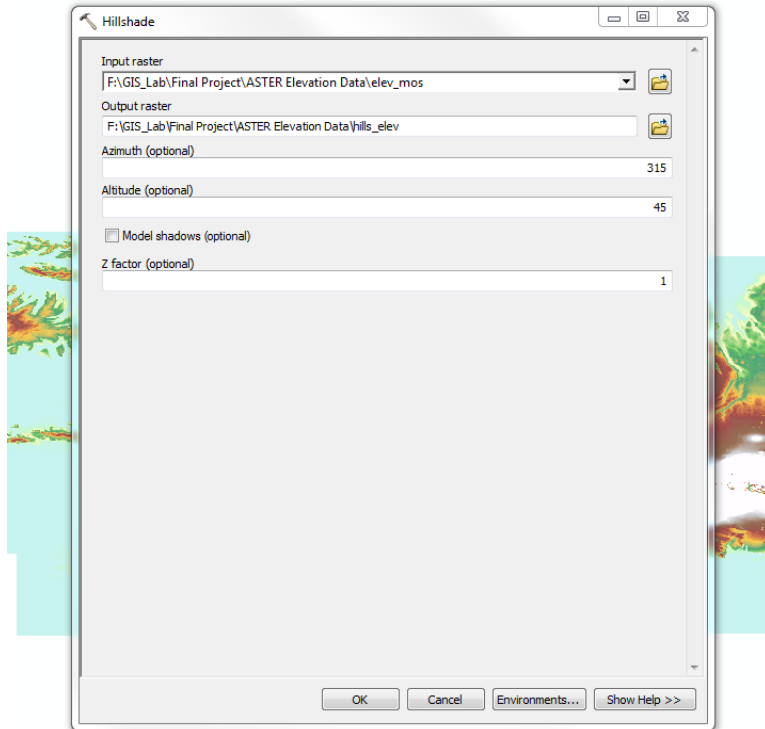 Hillshade
Input raster
F:\GIS_Lab\Final Project\ASTER Elevation Data\elev_mos
Output raster
F:\GIS_Lab\Final Project\ASTER Elevation Data\hills_elev
Azimuth (optional)
315
Altitude (optional)
45
Model shadows (optional)
Z factor (optional)
1
OK Cancel Environments... Show Help >>